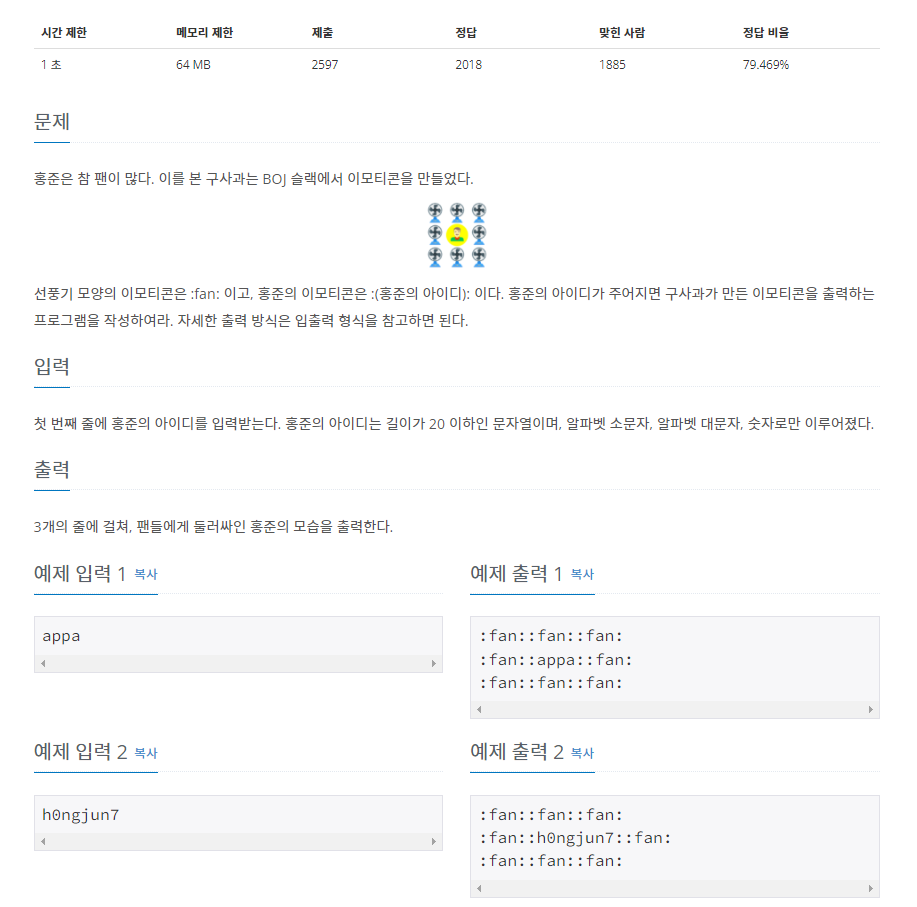 시간 제한 메모리 제한 제출 정답 맞힌 사람 정답 비율
1 초 64 MB 2597 2018 1885 79.469%
문제
홍준은 참 팬이 많다. 이를 본 구사과는 BOJ 슬랙에서 이모티콘을 만들었다.
선풍기 모양의 이모티콘은 :fan: 이고, 홍준의 이모티콘은 :(홍준의 아이디): 이다. 홍준의 아이디가 주어지면 구사과가 만든 이모티콘을 출력하는
프로그램을 작성하여라. 자세한 출력 방식은 입출력 형식을 참고하면 된다.
입력
첫 번째 줄에 홍준의 아이디를 입력받는다. 홍준의 아이디는 길이가 20 이하인 문자열이며, 알파벳 소문자, 알파벳 대문자, 숫자로만 이루어졌다.
출력
3개의 줄에 걸쳐, 팬들에게 둘러싸인 홍준의 모습을 출력한다.
예제 입력 1 복사
appa
예제 출력 1 복사
:fan::fan::fan:
:fan::appa::fan:
:fan::fan::fan:
예제 입력 2 복사
h0ngjun7
예제 출력 2 복사
:fan::fan::fan:
:fan::h0ngjun7::fan:
:fan::fan::fan: